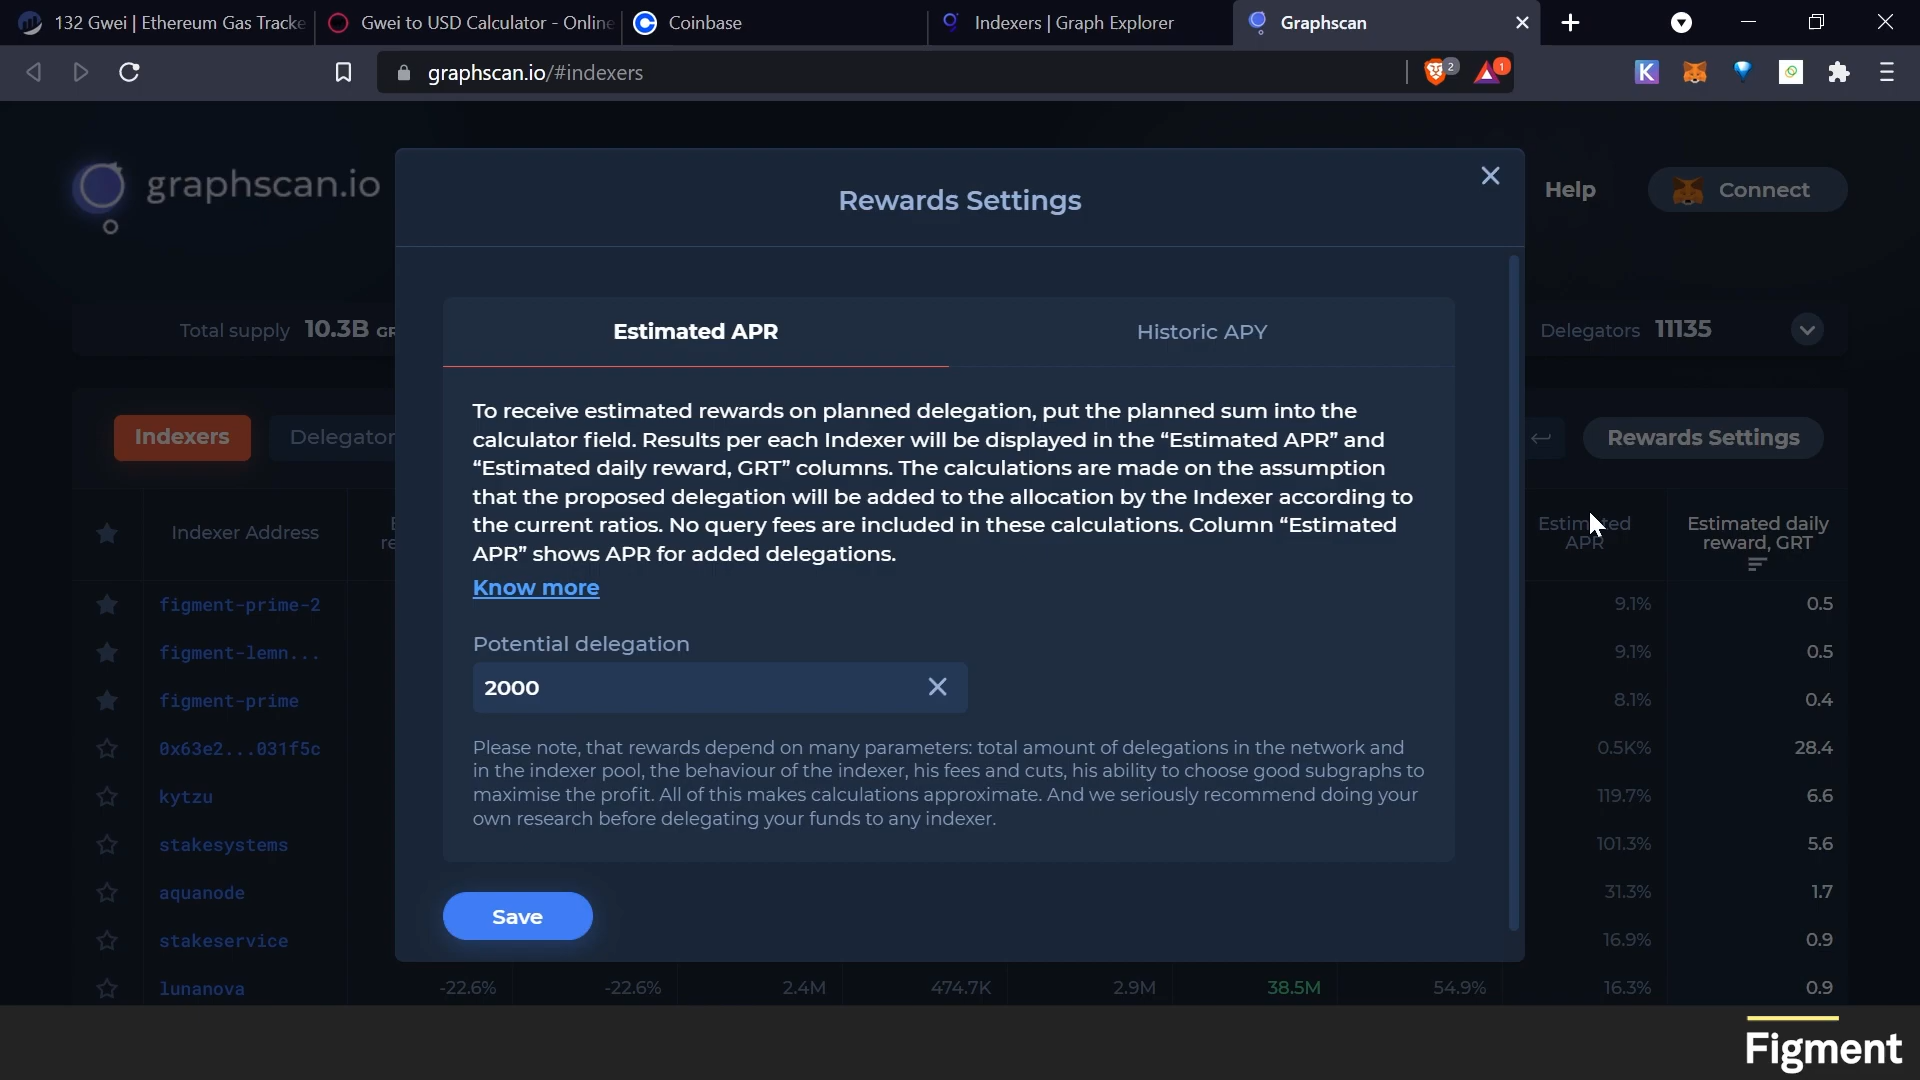 132 Gwei | Ethereum Gas Tracke
Gwei to USD Calculator - Online
Coinbase
Indexers | Graph Explorer
Graphscan
graphscan.io/#indexers
2
1
K
graphscan.io
Rewards Settings
Help
Connect
Total supply 10.3B GR
Delegators 11135
Estimated APR
Historic APY
Indexers
Delegator
Rewards Settings
To receive estimated rewards on planned delegation, put the planned sum into the
calculator field. Results per each Indexer will be displayed in the “Estimated APR” and
“Estimated daily reward, GRT” columns. The calculations are made on the assumption
that the proposed delegation will be added to the allocation by the Indexer according to
the current ratios. No query fees are included in these calculations. Column “Estimated
APR” shows APR for added delegations.
Know more
Indexer Address
Estimated
APR
Estimated daily
reward, GRT
Potential delegation
2000
Please note, that rewards depend on many parameters: total amount of delegations in the network and
in the indexer pool, the behaviour of the indexer, his fees and cuts, his ability to choose good subgraphs to
maximise the profit. All of this makes calculations approximate. And we seriously recommend doing your
own research before delegating your funds to any indexer.
Save
figment-prime-2 9.1% 0.5
figment-lemn... 9.1% 0.5
figment-prime 8.1% 0.4
0x63e2...031f5c 0.5K% 28.4
kytzu 119.7% 6.6
stakesystems 101.3% 5.6
aquanode 31.3% 1.7
stakeservice 16.9% 0.9
lunanova -22.6% -22.6% 2.4M 474.7K 2.9M 38.5M 54.9% 16.3% 0.9
Figment